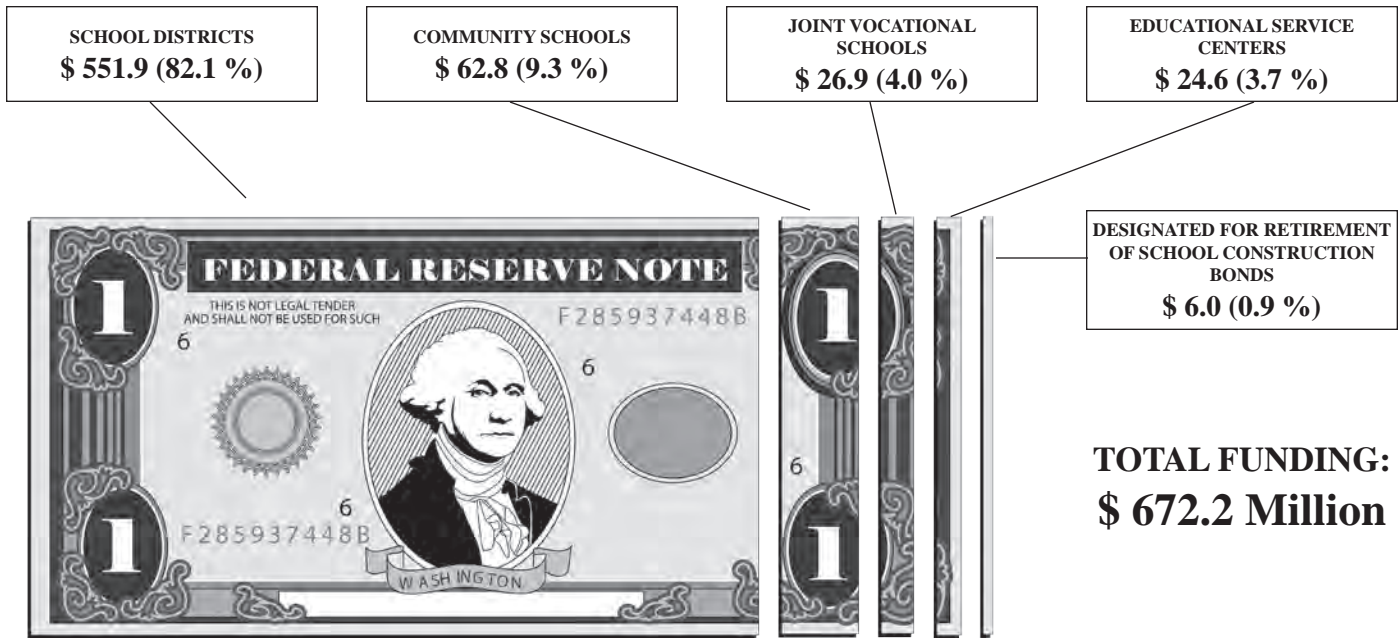 SCHOOL DISTRICTS
$ 551.9 (82.1 %)
COMMUNITY SCHOOLS
$ 62.8 (9.3 %)
JOINT VOCATIONAL
SCHOOLS
$ 26.9 (4.0 %)
EDUCATIONAL SERVICE
CENTERS
$ 24.6 (3.7 %)
DESIGNATED FOR RETIREMENT
OF SCHOOL CONSTRUCTION
BONDS
$ 6.0 (0.9 %)
1
FEDERAL RESERVE NOTE
1
THIS IS NOT LEGAL TENDER
AND SHALL NOT BE USED FOR SUCH
F285937448B
6
6
6
6
F285937448B
1
WASHINGTON
1
TOTAL FUNDING:
$ 672.2 Million